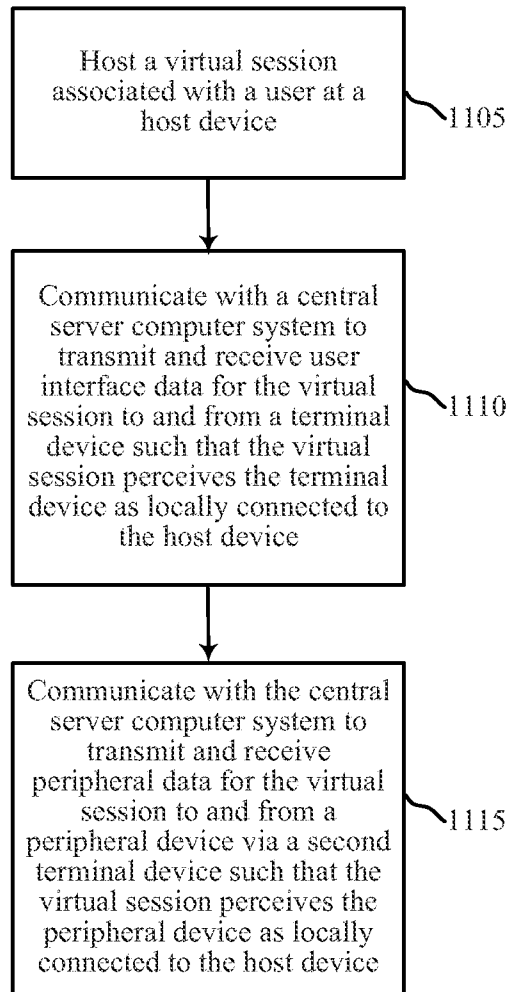 Host a virtual session
associated with a user at a
host device
1105
Communicate with a central
server computer system to
transmit and receive user
interface data for the virtual
session to and from a terminal
device such that the virtual
session perceives the terminal
device as locally connected to
the host device
1110
Communicate with the central
server computer system to
transmit and receive
peripheral data for the virtual
session to and from a
peripheral device via a second
terminal device such that the
virtual session perceives the
peripheral device as locally
connected to the host device
1115